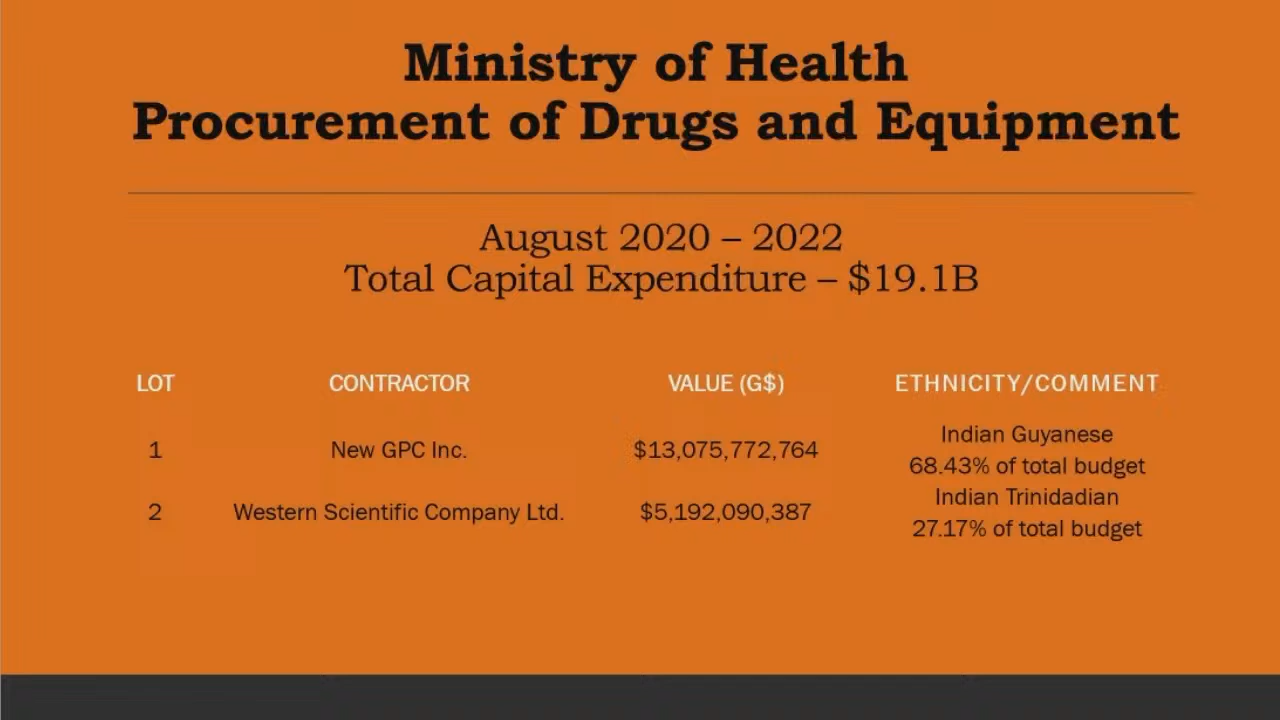 Ministry of Health
Procurement of Drugs and Equipment
August 2020 – 2022
Total Capital Expenditure – $19.1B
LOT CONTRACTOR VALUE (G$) ETHNICITY/COMMENT
1 New GPC Inc. $13,075,772,764 Indian Guyanese
68.43% of total budget
2 Western Scientific Company Ltd. $5,192,090,387 Indian Trinidadian
27.17% of total budget